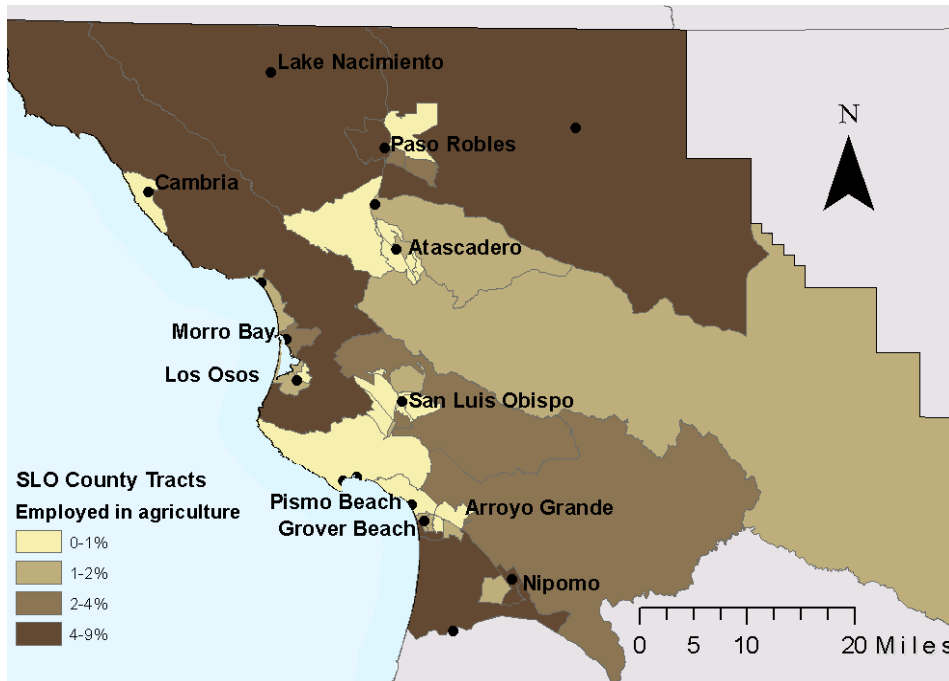 Lake Nacimiento
N
Paso Robles
Cambria
Atascadero
Morro Bay
Los Osos
San Luis Obispo
SLO County Tracts
Pismo Beach
Arroyo Grande
Employed in agriculture
Grover Beach
0-1%
1-2%
Nipomo
2-4%
4-9%
0 5 10 20 Miles